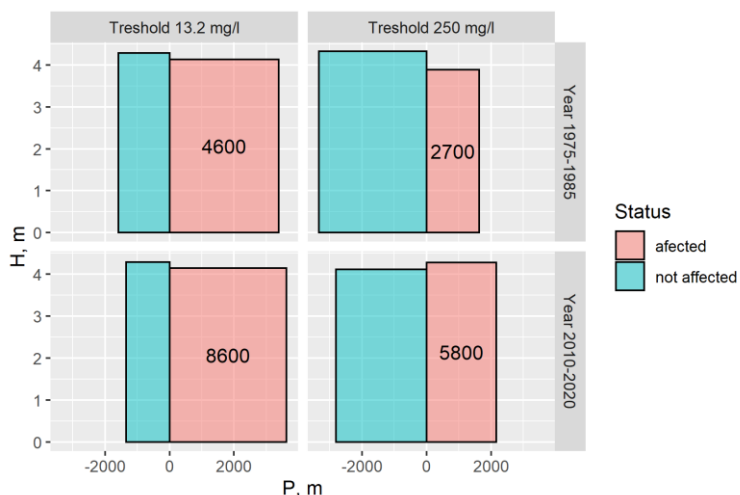 Treshold 13.2 mg/l
Treshold 250 mg/l
4
3
2
1
0
4600
2700
Year 1975-1985
H, m
4
3
2
1
0
8600
5800
Year 2010-2020
-2000
0
2000
-2000
0
2000
P, m
Status
afected
not affected